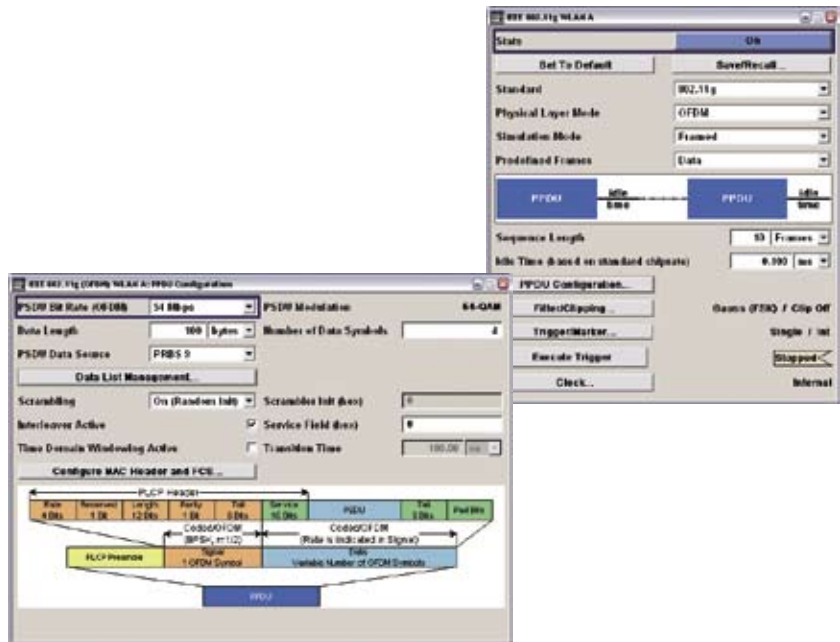 IEEE 802.11g WLAN A
State On
Set To Default Save/Recall...
Standard 802.11g
Physical Layer Mode OFDM
Simulation Mode Framed
Predefined Frames Data
PPDU idle time PPDU idle time
Sequence Length 10 Frames
Idle Time (based on standard chiprate) ms
PPDU Configuration...
Filter/Clipping... Gauss (FSK) / Clip Off
Trigger/Marker... Single / Int
Execute Trigger Stopped
Clock... Internal
IEEE 802.11g (OFDM) WLAN A: PPDU Configuration
PSDU Bit Rate (OFDM) 54 Mbps PSDU Modulation 64-QAM
Data Length 100 bytes Number of Data Symbols 4
PSDU Data Source PRBS 9
Data List Management...
Scrambling On (Random Init) Scrambler Init (hex)
Interleaver Active Service Field (hex) 0
Time Domain Windowing Active Transition Time 100.00 ns
Configure MAC Header and FCS...
PLCP Header
Rate 4 Bits Reserved 1 Bit Length 12 Bits Parity 1 Bit Tail 6 Bits Service 16 Bits PSDU Tail 6 Bits Pad Bits
Coded/OFDM (BPSK, r=1/2) Coded/OFDM (Rate is indicated in Signal)
PLCP Preamble Signal 1 OFDM Symbol Data Variable Number of OFDM Symbols
PPDU